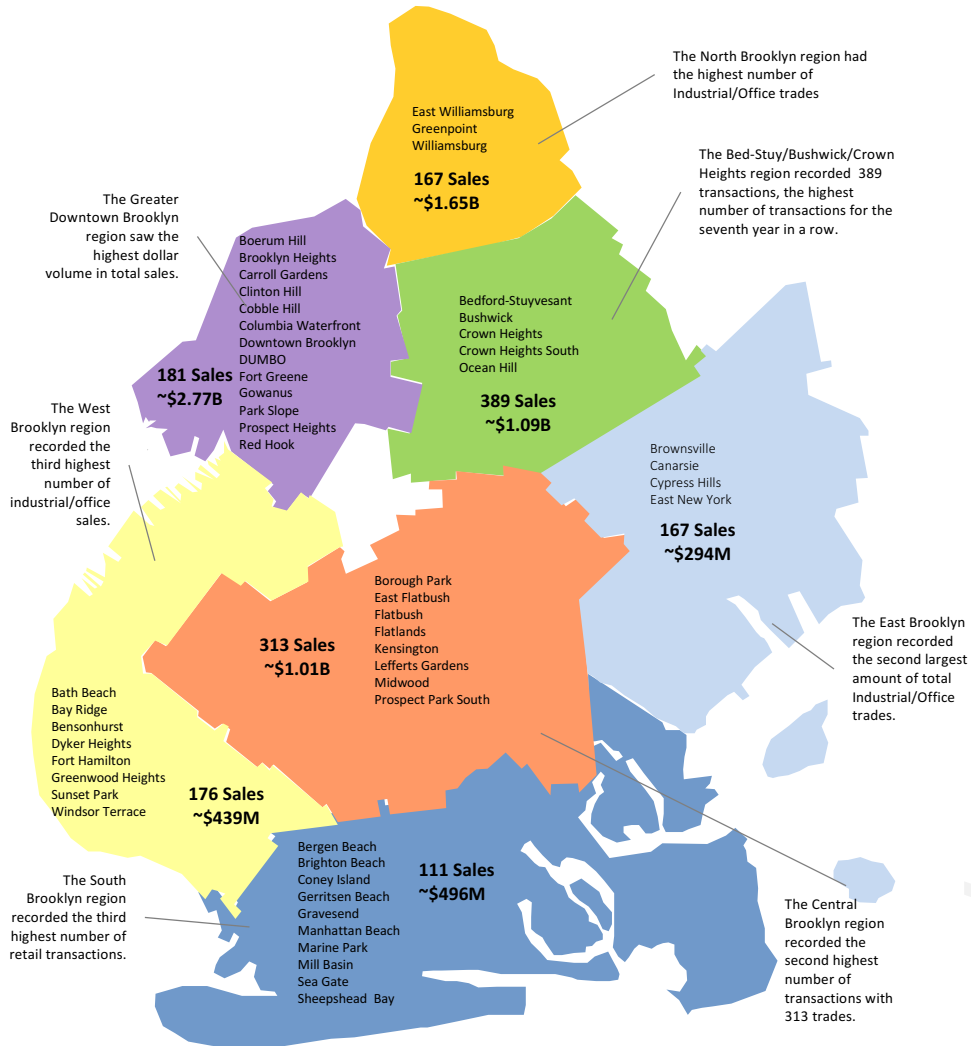 The North Brooklyn region had
the highest number of
Industrial/Office trades
East Williamsburg
Greenpoint
Williamsburg
167 Sales
~$1.65B
The Bed-Stuy/Bushwick/Crown
Heights region recorded 389
transactions, the highest
number of transactions for the
seventh year in a row.
The Greater
Downtown Brooklyn
region saw the
highest dollar
volume in total sales.
Boerum Hill
Brooklyn Heights
Carroll Gardens
Clinton Hill
Cobble Hill
Columbia Waterfront
Downtown Brooklyn
DUMBO
Fort Greene
Gowanus
Park Slope
Prospect Heights
Red Hook
181 Sales
~$2.77B
Bedford-Stuyvesant
Bushwick
Crown Heights
Crown Heights South
Ocean Hill
389 Sales
~$1.09B
The West
Brooklyn region
recorded the
third highest
number of
industrial/office
sales.
Brownsville
Canarsie
Cypress Hills
East New York
167 Sales
~$294M
Borough Park
East Flatbush
Flatbush
Flatlands
Kensington
Lefferts Gardens
Midwood
Prospect Park South
313 Sales
~$1.01B
The East Brooklyn
region recorded
the second largest
amount of total
Industrial/Office
trades.
Bath Beach
Bay Ridge
Bensonhurst
Dyker Heights
Fort Hamilton
Greenwood Heights
Sunset Park
Windsor Terrace
176 Sales
~$439M
Bergen Beach
Brighton Beach
Coney Island
Gerritsen Beach
Gravesend
Manhattan Beach
Marine Park
Mill Basin
Sea Gate
Sheepshead Bay
111 Sales
~$496M
The South
Brooklyn region
recorded the third
highest number of
retail transactions.
The Central
Brooklyn region
recorded the
second highest
number of
transactions with
313 trades.